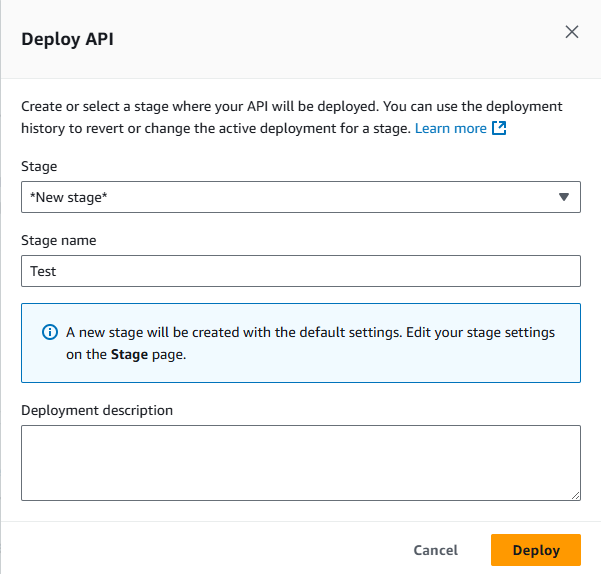 Deploy API
Create or select a stage where your API will be deployed. You can use the deployment
history to revert or change the active deployment for a stage. Learn more
Stage
*New stage*
Stage name
Test
A new stage will be created with the default settings. Edit your stage settings
on the Stage page.
Deployment description
Cancel
Deploy